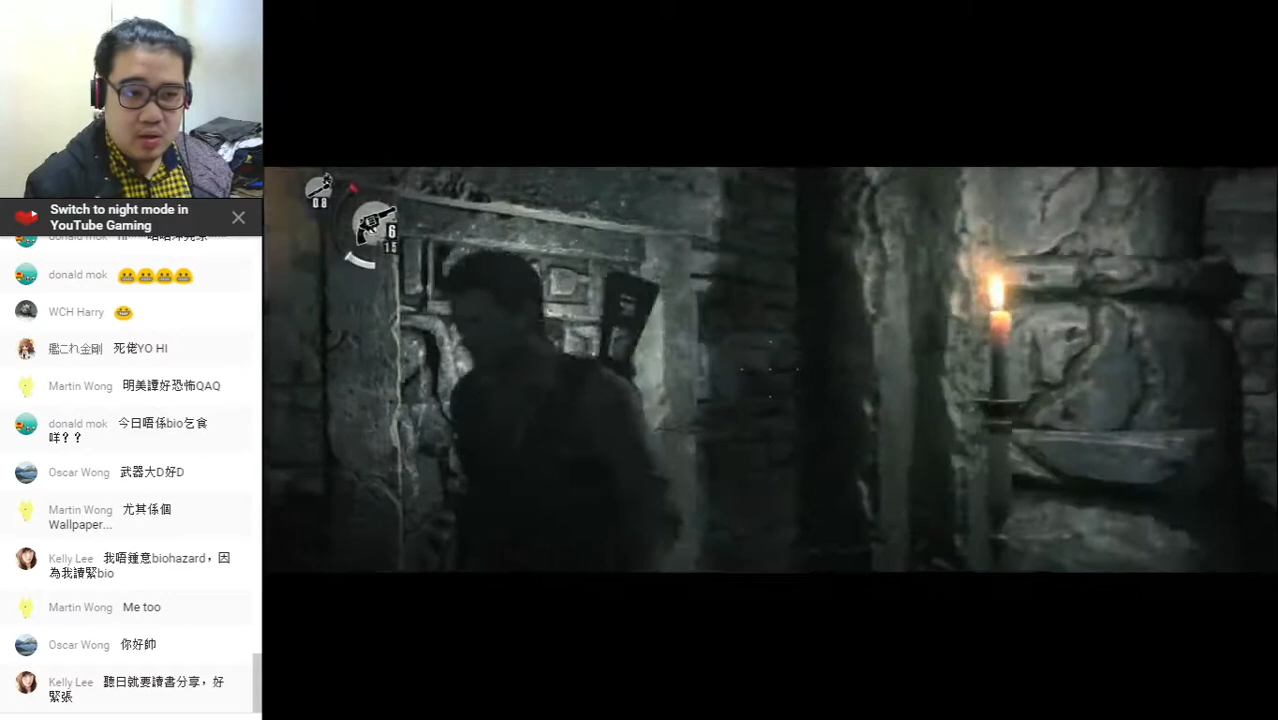 Switch to night mode in
YouTube Gaming
donald mok
donald mok
WCH Harry
艦これ金剛 死佬YO HI
Martin Wong 明美譚好恐怖QAQ
donald mok 今日唔係bio乞食
咩？？
Oscar Wong 武器大D好D
Martin Wong 尤其係個
Wallpaper...
Kelly Lee 我唔鍾意biohazard，因
為我讀緊bio
Martin Wong Me too
Oscar Wong 你好帥
Kelly Lee 聽日就要讀書分享，好
緊張
08
6
15